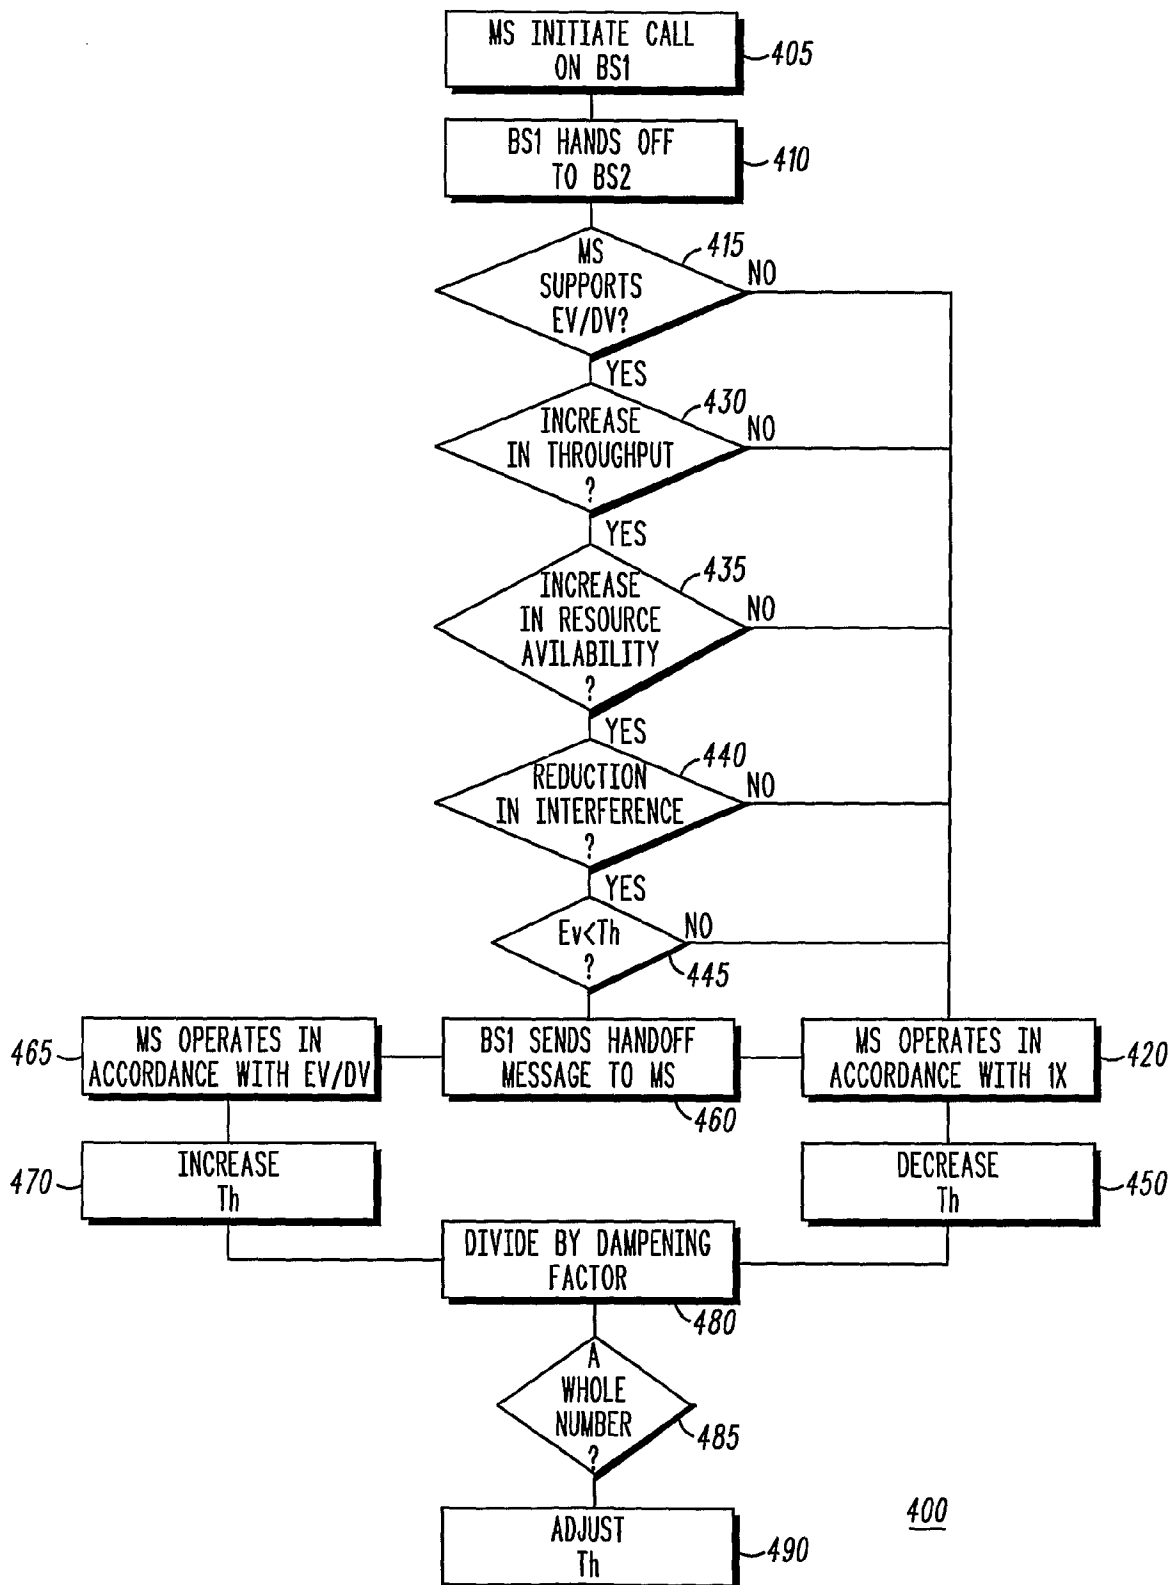 MS INITIATE CALL
ON BS1
405
BS1 HANDS OFF
TO BS2
410
MS
SUPPORTS
EV/DV?
415
NO
YES
INCREASE
IN THROUGHPUT
?
430
NO
YES
INCREASE
IN RESOURCE
AVILABILITY
?
435
NO
YES
REDUCTION
IN INTERFERENCE
?
440
NO
YES
Ev<Th
?
NO
445
465
MS OPERATES IN
ACCORDANCE WITH EV/DV
BS1 SENDS HANDOFF
MESSAGE TO MS
460
MS OPERATES IN
ACCORDANCE WITH 1X
420
470
INCREASE
Th
DECREASE
Th
450
DIVIDE BY DAMPENING
FACTOR
480
A
WHOLE
NUMBER
?
485
ADJUST
Th
490
400